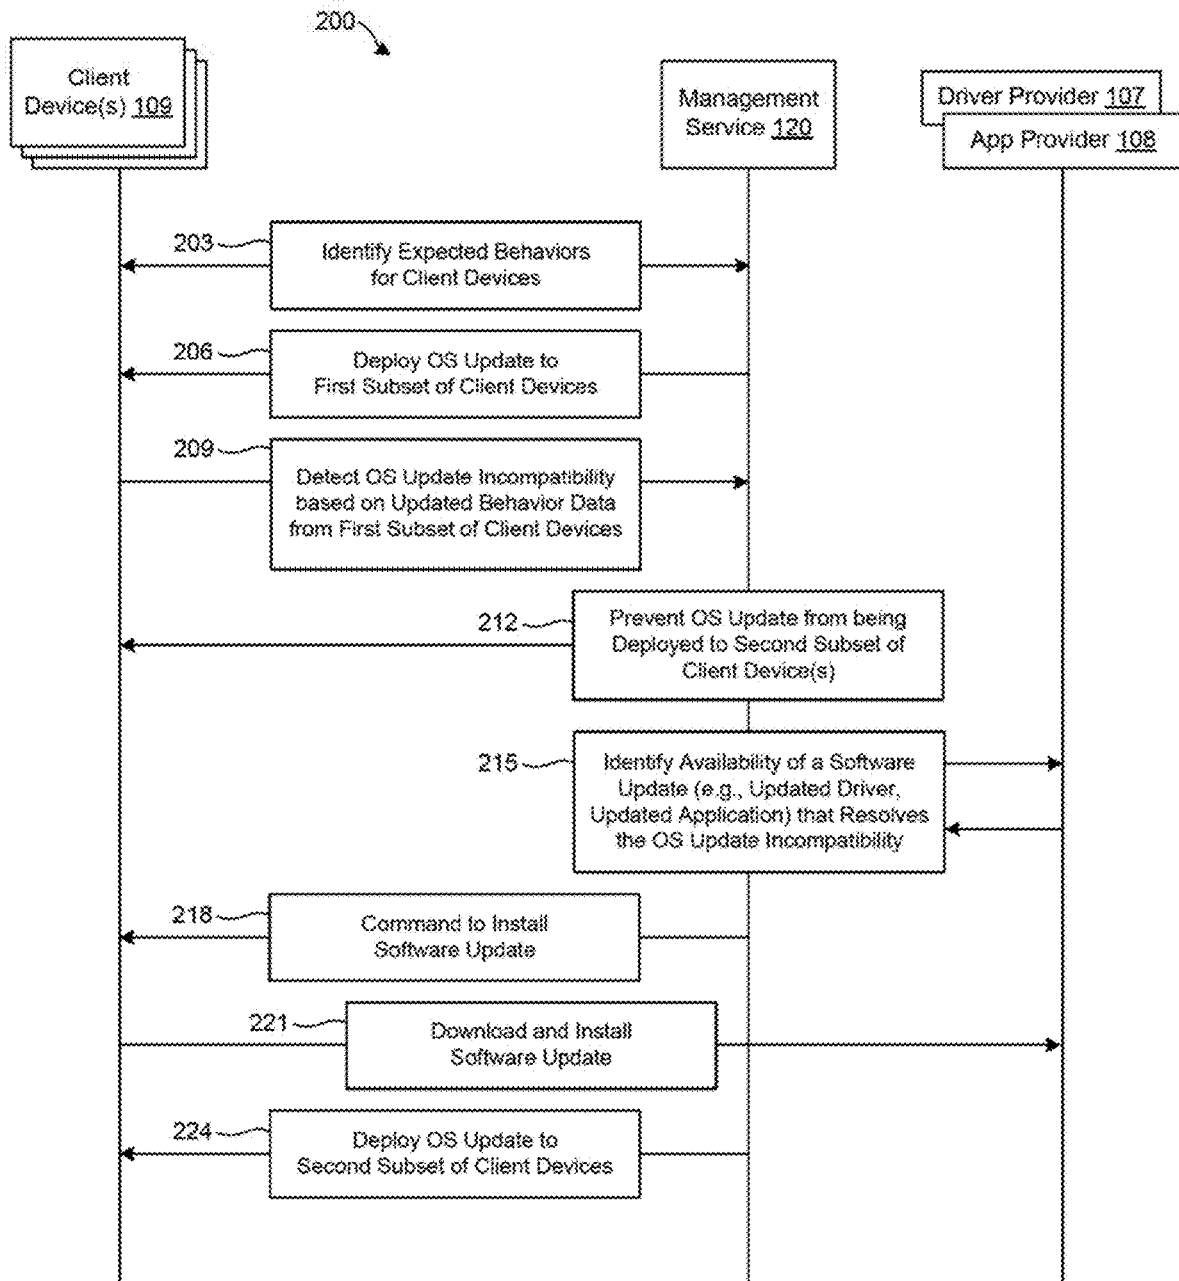 200
Client
Device(s) 109
Management
Service 120
Driver Provider 107
App Provider 108
203
Identify Expected Behaviors
for Client Devices
206
Deploy OS Update to
First Subset of Client Devices
209
Detect OS Update Incompatibility
based on Updated Behavior Data
from First Subset of Client Devices
212
Prevent OS Update from being
Deployed to Second Subset of
Client Device(s)
215
Identify Availability of a Software
Update (e.g., Updated Driver,
Updated Application) that Resolves
the OS Update Incompatibility
218
Command to Install
Software Update
221
Download and Install
Software Update
224
Deploy OS Update to
Second Subset of Client Devices